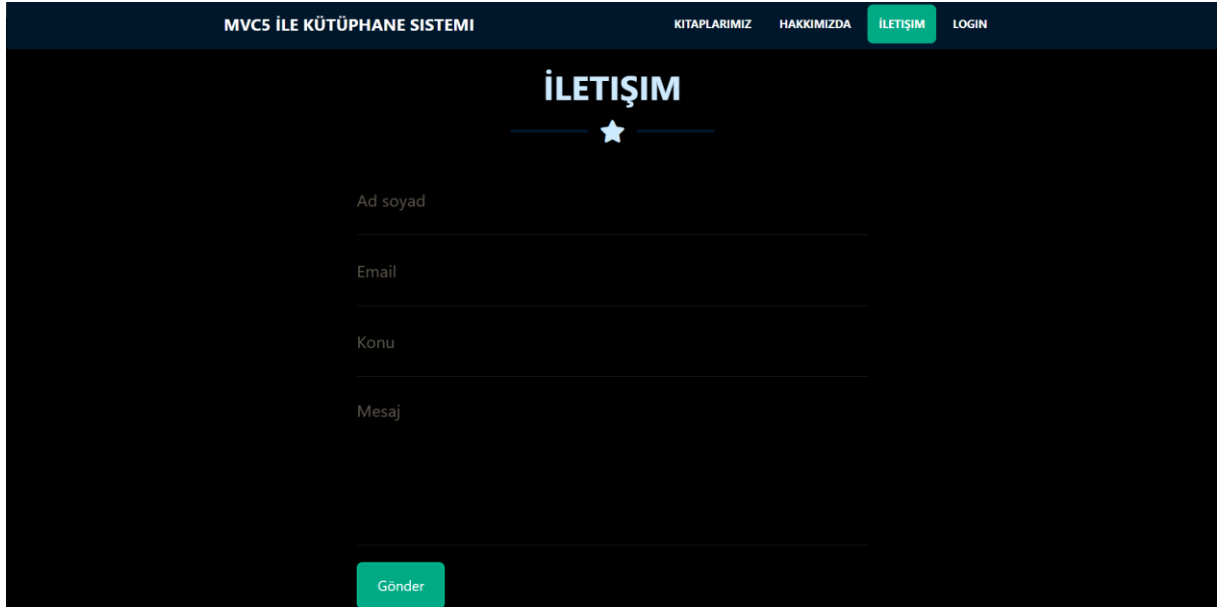 MVC5 İLE KÜTÜPHANE SISTEMI
KITAPLARIMIZ HAKKIMIZDA İLETIŞIM LOGIN
İLETIŞIM
Ad soyad
Email
Konu
Mesaj
Gönder